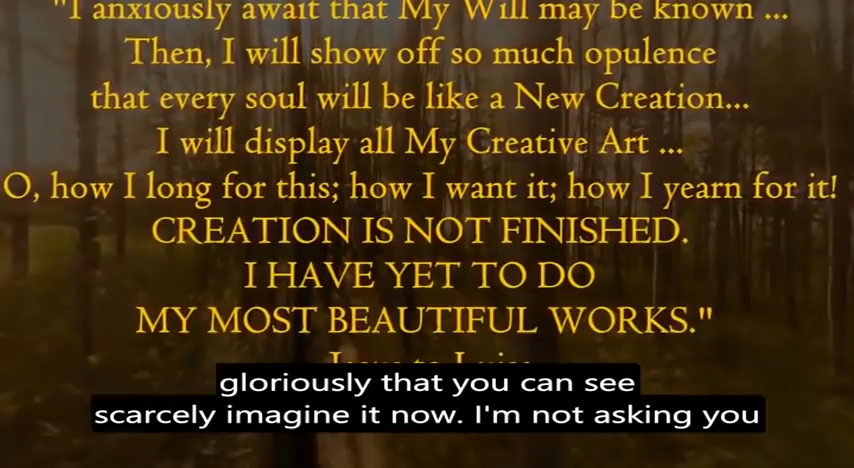 "I anxiously await that My Will may be known ...
Then, I will show off so much opulence
that every soul will be like a New Creation...
I will display all My Creative Art ...
O, how I long for this; how I want it; how I yearn for it!
CREATION IS NOT FINISHED.
I HAVE YET TO DO
MY MOST BEAUTIFUL WORKS."
gloriously that you can see
scarcely imagine it now. I'm not asking you